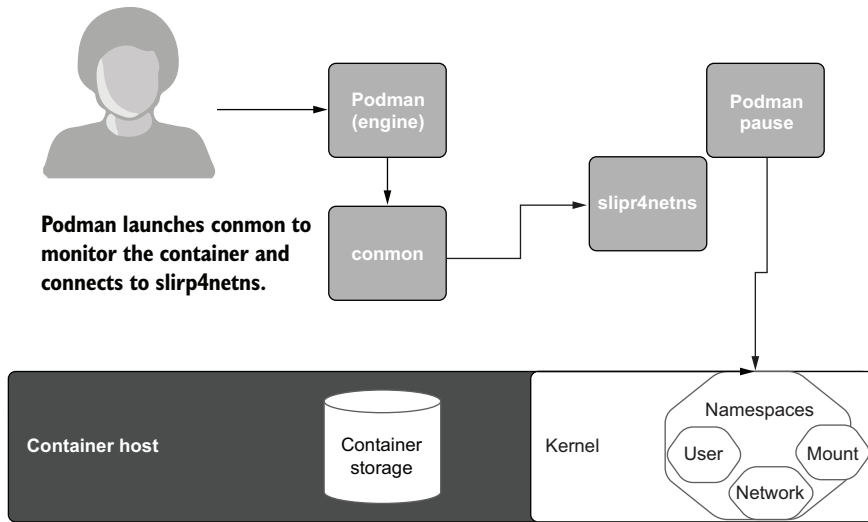 Podman
(engine)
Podman
pause
slipr4netns
conmon
Podman launches conmon to
monitor the container and
connects to slirp4netns.
Container host
Container
storage
Kernel
Namespaces
User
Mount
Network